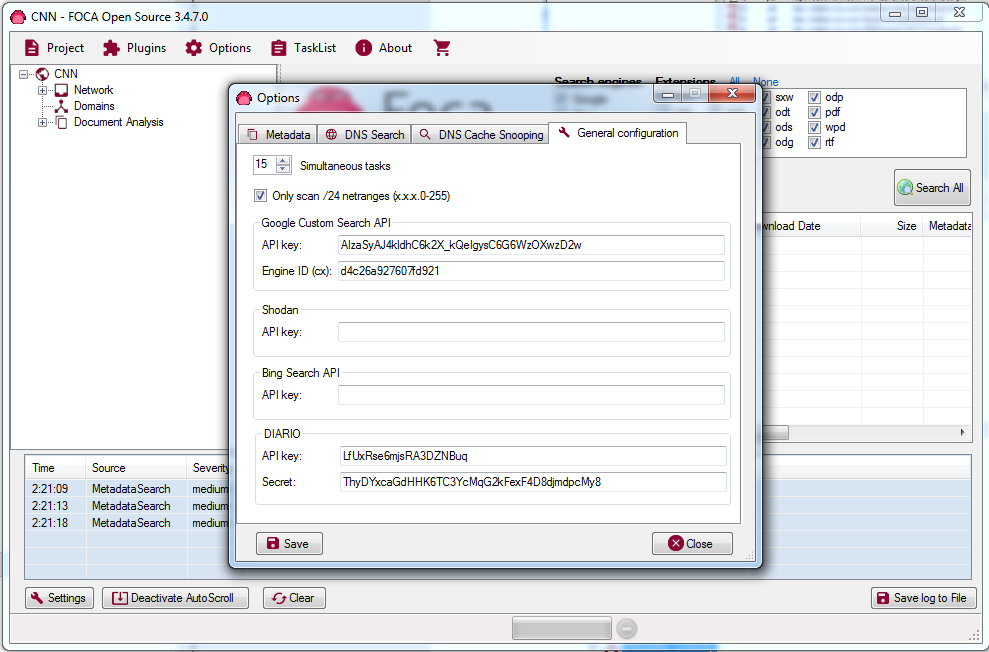 CNN - FOCA Open Source 3.4.7.0
Project Plugins Options TaskList About
CNN
Network
Domains
Document Analysis
Foca
Search engines Extensions All None
Google
sxw odp
odt pdf
ods wpd
odg rtf
Search All
wnload Date Size Metadata
Options
Metadata DNS Search DNS Cache Snooping General configuration
15 Simultaneous tasks
Only scan /24 netranges (x.x.x.0-255)
Google Custom Search API
API key: AIzaSyAJ4kldhC6k2X_kQelgysC6G6WzOXwzD2w
Engine ID (cx): d4c26a927607fd921
Shodan
API key:
Bing Search API
API key:
DIARIO
API key: LfUxRse6mjsRA3DZNBuq
Secret: ThyDYxcaGdHHK6TC3YcMqG2kFexF4D8djmdpcMy8
Save Close
Time Source Severity
2:21:09 MetadataSearch medium
2:21:13 MetadataSearch medium
2:21:18 MetadataSearch medium
Settings Deactivate AutoScroll Clear Save log to File